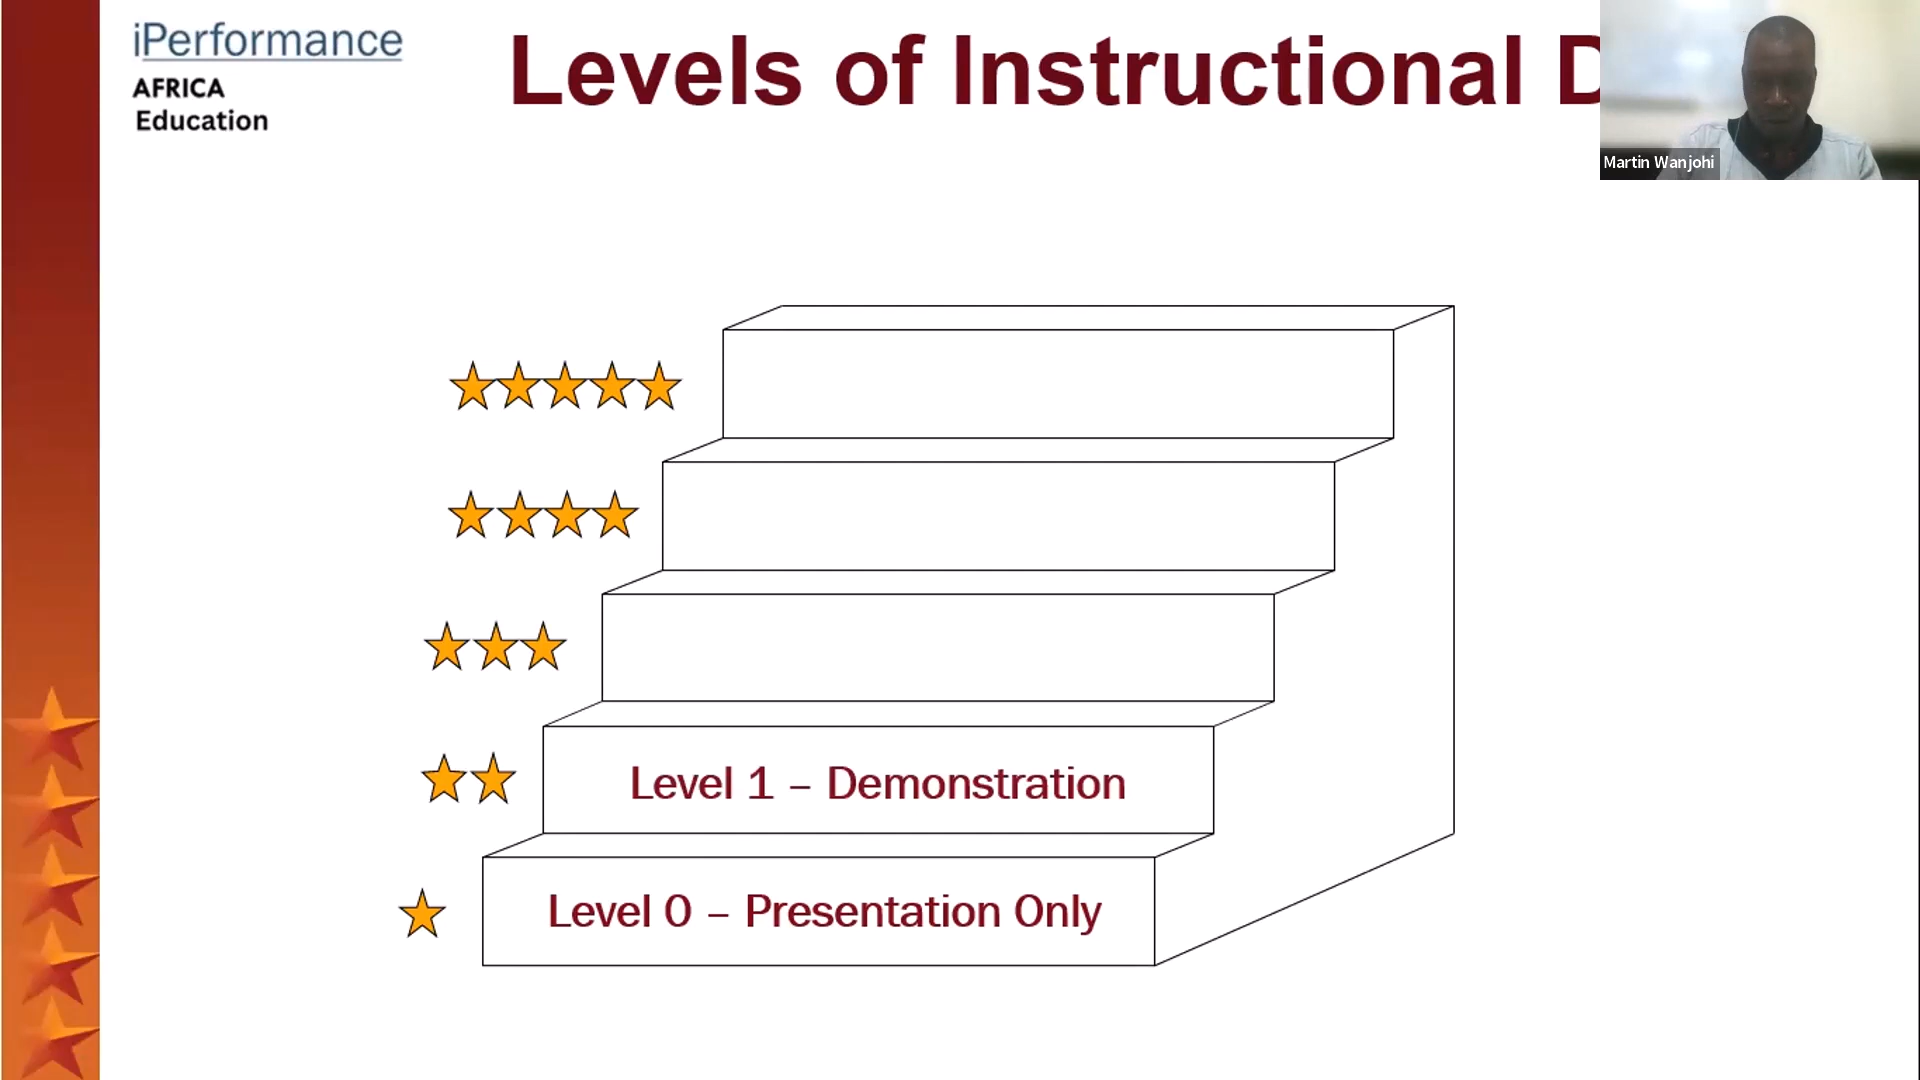 iPerformance
AFRICA
Education
Levels of Instructional D
Martin Wanjohi
Level 1 – Demonstration
Level 0 – Presentation Only